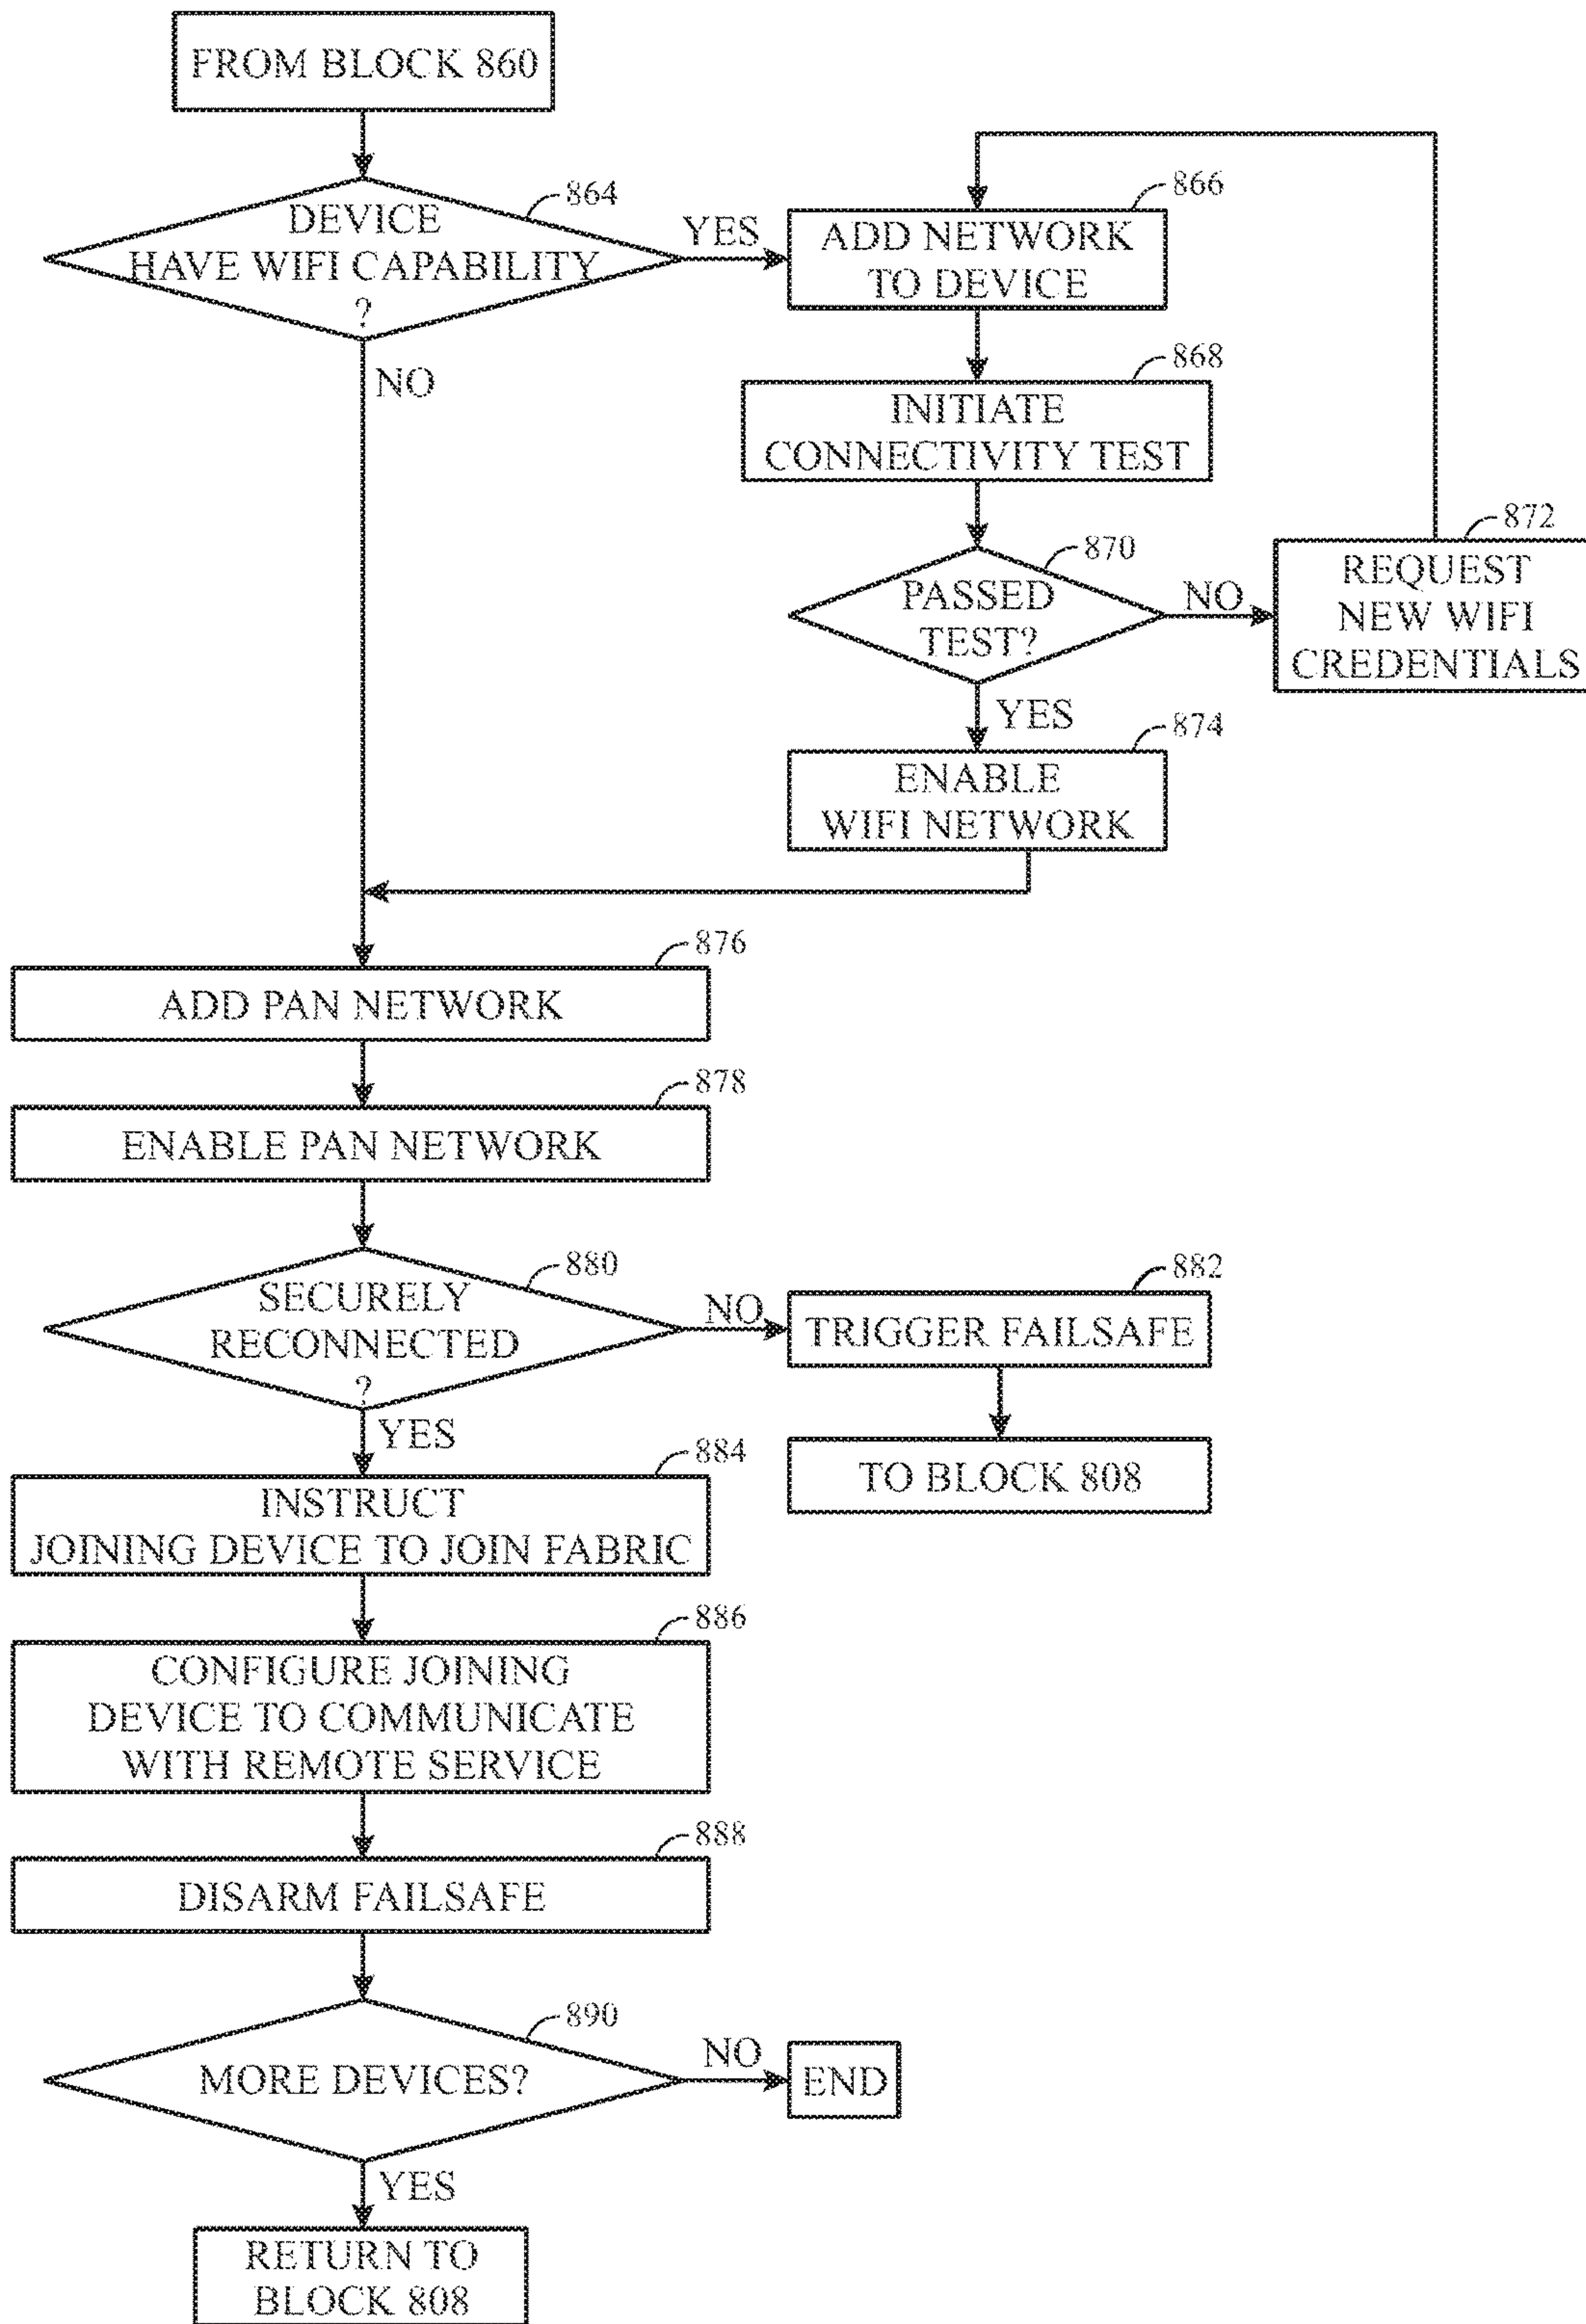 FROM BLOCK 860
864
DEVICE
HAVE WIFI CAPABILITY
?
YES
NO
866
ADD NETWORK
TO DEVICE
868
INITIATE
CONNECTIVITY TEST
870
PASSED
TEST?
NO
872
REQUEST
NEW WIFI
CREDENTIALS
YES
874
ENABLE
WIFI NETWORK
876
ADD PAN NETWORK
878
ENABLE PAN NETWORK
880
SECURELY
RECONNECTED
?
NO
882
TRIGGER FAILSAFE
TO BLOCK 808
YES
884
INSTRUCT
JOINING DEVICE TO JOIN FABRIC
886
CONFIGURE JOINING
DEVICE TO COMMUNICATE
WITH REMOTE SERVICE
888
DISARM FAILSAFE
890
MORE DEVICES?
NO
END
YES
RETURN TO
BLOCK 808